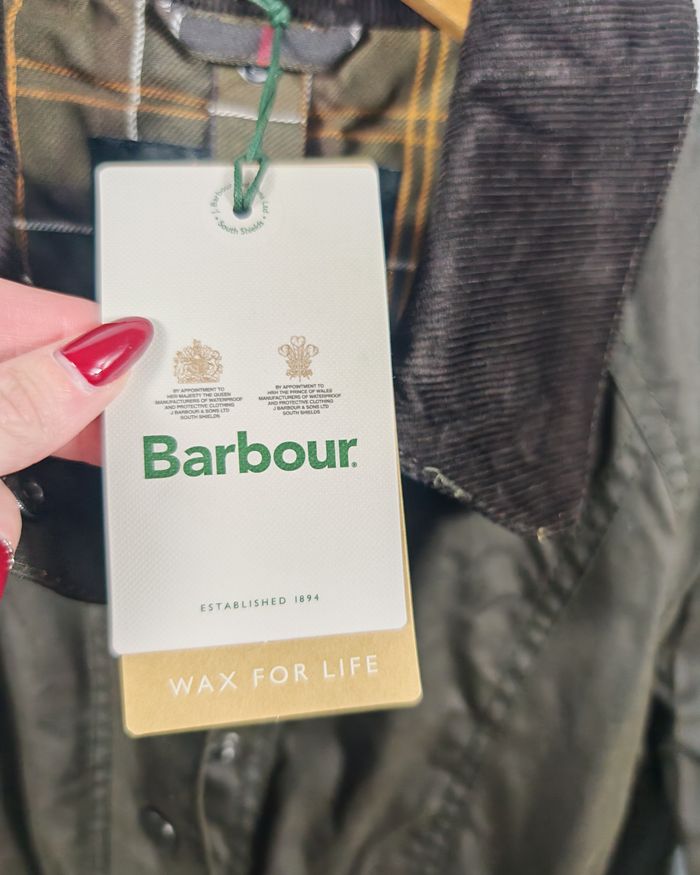 J. Barbour
Ltd
South Shields
BY APPOINTMENT TO
HER MAJESTY THE QUEEN
MANUFACTURERS OF WATERPROOF
AND PROTECTIVE CLOTHING
J BARBOUR & SONS LTD
SOUTH SHIELDS
BY APPOINTMENT TO
HRH THE PRINCE OF WALES
MANUFACTURERS OF WATERPROOF
AND PROTECTIVE CLOTHING
J BARBOUR & SONS LTD
SOUTH SHIELDS
Barbour®
ESTABLISHED 1894
WAX FOR LIFE